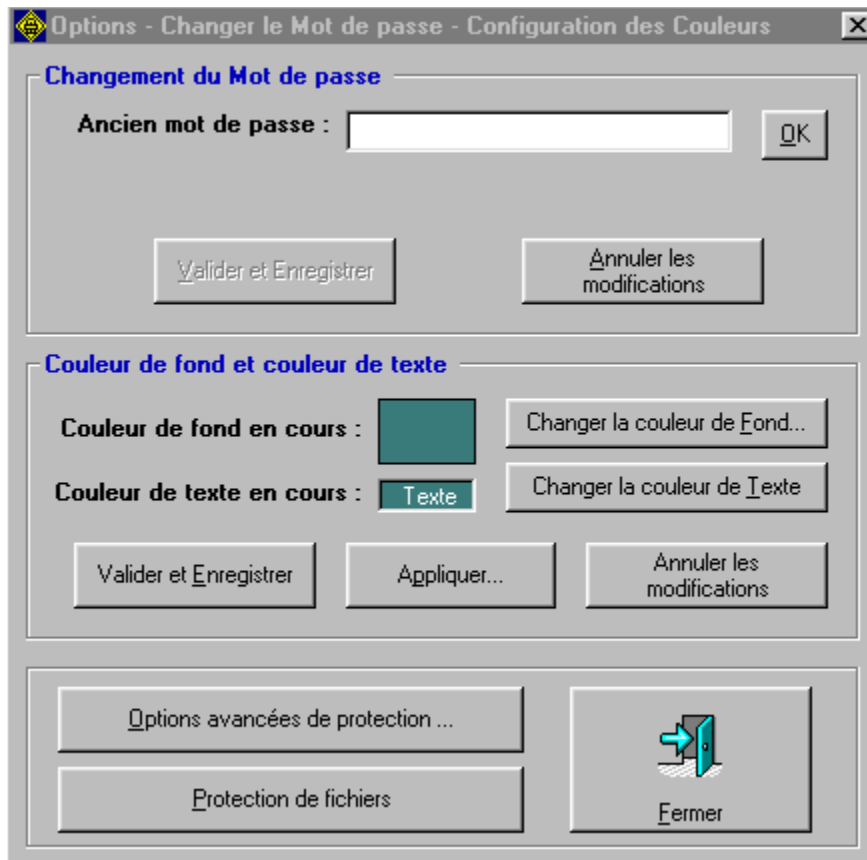 Options - Changer le Mot de passe - Configuration des Couleurs
Changement du Mot de passe
Ancien mot de passe :
OK
Valider et Enregistrer
Annuler les
modifications
Couleur de fond et couleur de texte
Couleur de fond en cours :
Changer la couleur de Fond...
Couleur de texte en cours :
Texte
Changer la couleur de Texte
Valider et Enregistrer
Appliquer...
Annuler les
modifications
Options avancées de protection ...
Protection de fichiers
Fermer